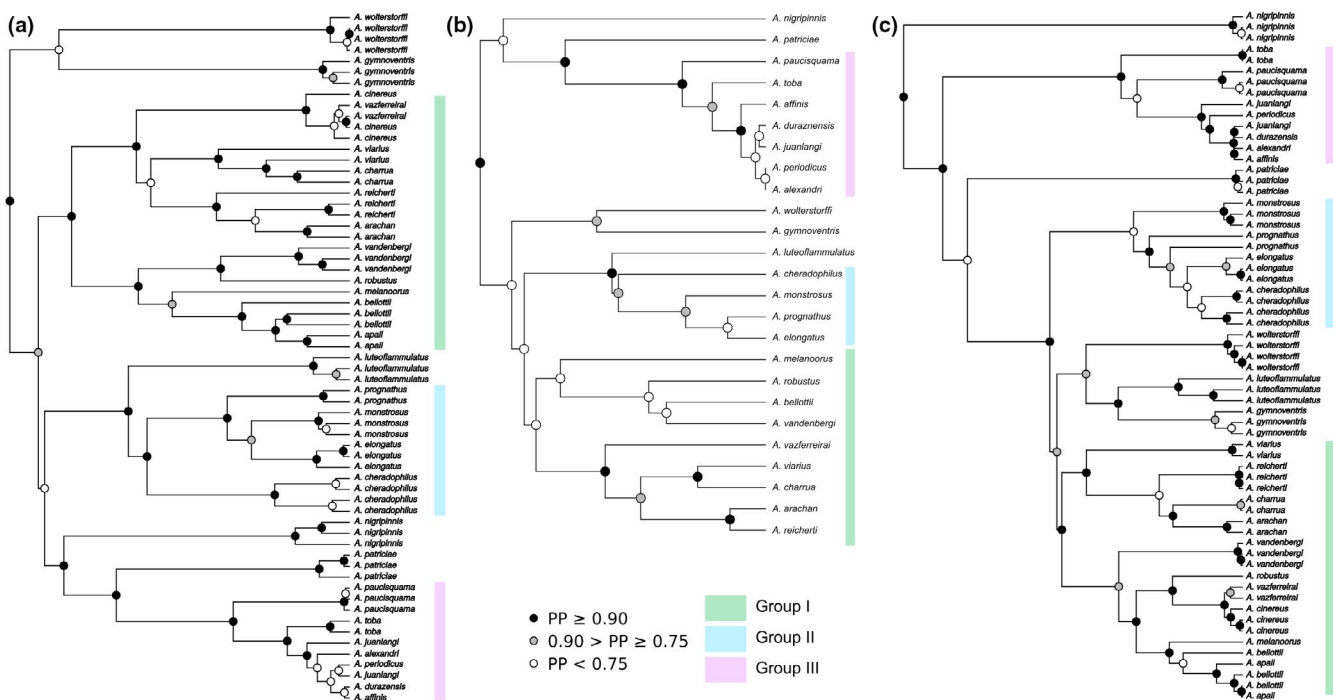 (a)
A. wolterstorffi
A. wolterstorffi
A. wolterstorffi
A. wolterstorffi
A. gymnoventris
A. gymnoventris
A. gymnoventris
A. cinereus
A. vazferreirai
A. vazferreirai
A. cinereus
A. cinereus
A. viarius
A. viarius
A. charrua
A. charrua
A. reicherti
A. reicherti
A. reicherti
A. arachan
A. arachan
A. vandenbergi
A. vandenbergi
A. vandenbergi
A. robustus
A. melanoorus
A. bellottii
A. bellottii
A. bellottii
A. apaii
A. apaii
A. luteoflammulatus
A. luteoflammulatus
A. luteoflammulatus
A. prognathus
A. prognathus
A. monstrosus
A. monstrosus
A. monstrosus
A. elongatus
A. elongatus
A. elongatus
A. cheradophilus
A. cheradophilus
A. cheradophilus
A. cheradophilus
A. nigripinnis
A. nigripinnis
A. nigripinnis
A. patriciae
A. patriciae
A. patriciae
A. paucisquama
A. paucisquama
A. paucisquama
A. toba
A. toba
A. juanlangi
A. alexandri
A. periodicus
A. juanlangi
A. durazensis
A. affinis
(b)
A. nigripinnis
A. patriciae
A. paucisquama
A. toba
A. affinis
A. duraznensis
A. juanlangi
A. periodicus
A. alexandri
A. wolterstorffi
A. gymnoventris
A. luteoflammulatus
A. cheradophilus
A. monstrosus
A. prognathus
A. elongatus
A. melanoorus
A. robustus
A. bellottii
A. vandenbergi
A. vazferreirai
A. viarius
A. charrua
A. arachan
A. reicherti
PP ≥ 0.90
0.90 > PP ≥ 0.75
PP < 0.75
Group I
Group II
Group III
(c)
A. nigripinnis
A. nigripinnis
A. nigripinnis
A. toba
A. toba
A. paucisquama
A. paucisquama
A. paucisquama
A. juanlangi
A. periodicus
A. juanlangi
A. durazensis
A. alexandri
A. affinis
A. patriciae
A. patriciae
A. patriciae
A. monstrosus
A. monstrosus
A. monstrosus
A. prognathus
A. prognathus
A. elongatus
A. elongatus
A. elongatus
A. cheradophilus
A. cheradophilus
A. cheradophilus
A. cheradophilus
A. wolterstorffi
A. wolterstorffi
A. wolterstorffi
A. wolterstorffi
A. luteoflammulatus
A. luteoflammulatus
A. luteoflammulatus
A. gymnoventris
A. gymnoventris
A. gymnoventris
A. viarius
A. viarius
A. reicherti
A. reicherti
A. reicherti
A. charrua
A. charrua
A. arachan
A. arachan
A. vandenbergi
A. vandenbergi
A. vandenbergi
A. robustus
A. vazferreirai
A. vazferreirai
A. cinereus
A. cinereus
A. cinereus
A. melanoorus
A. bellottii
A. apaii
A. bellottii
A. bellottii
A. apaii